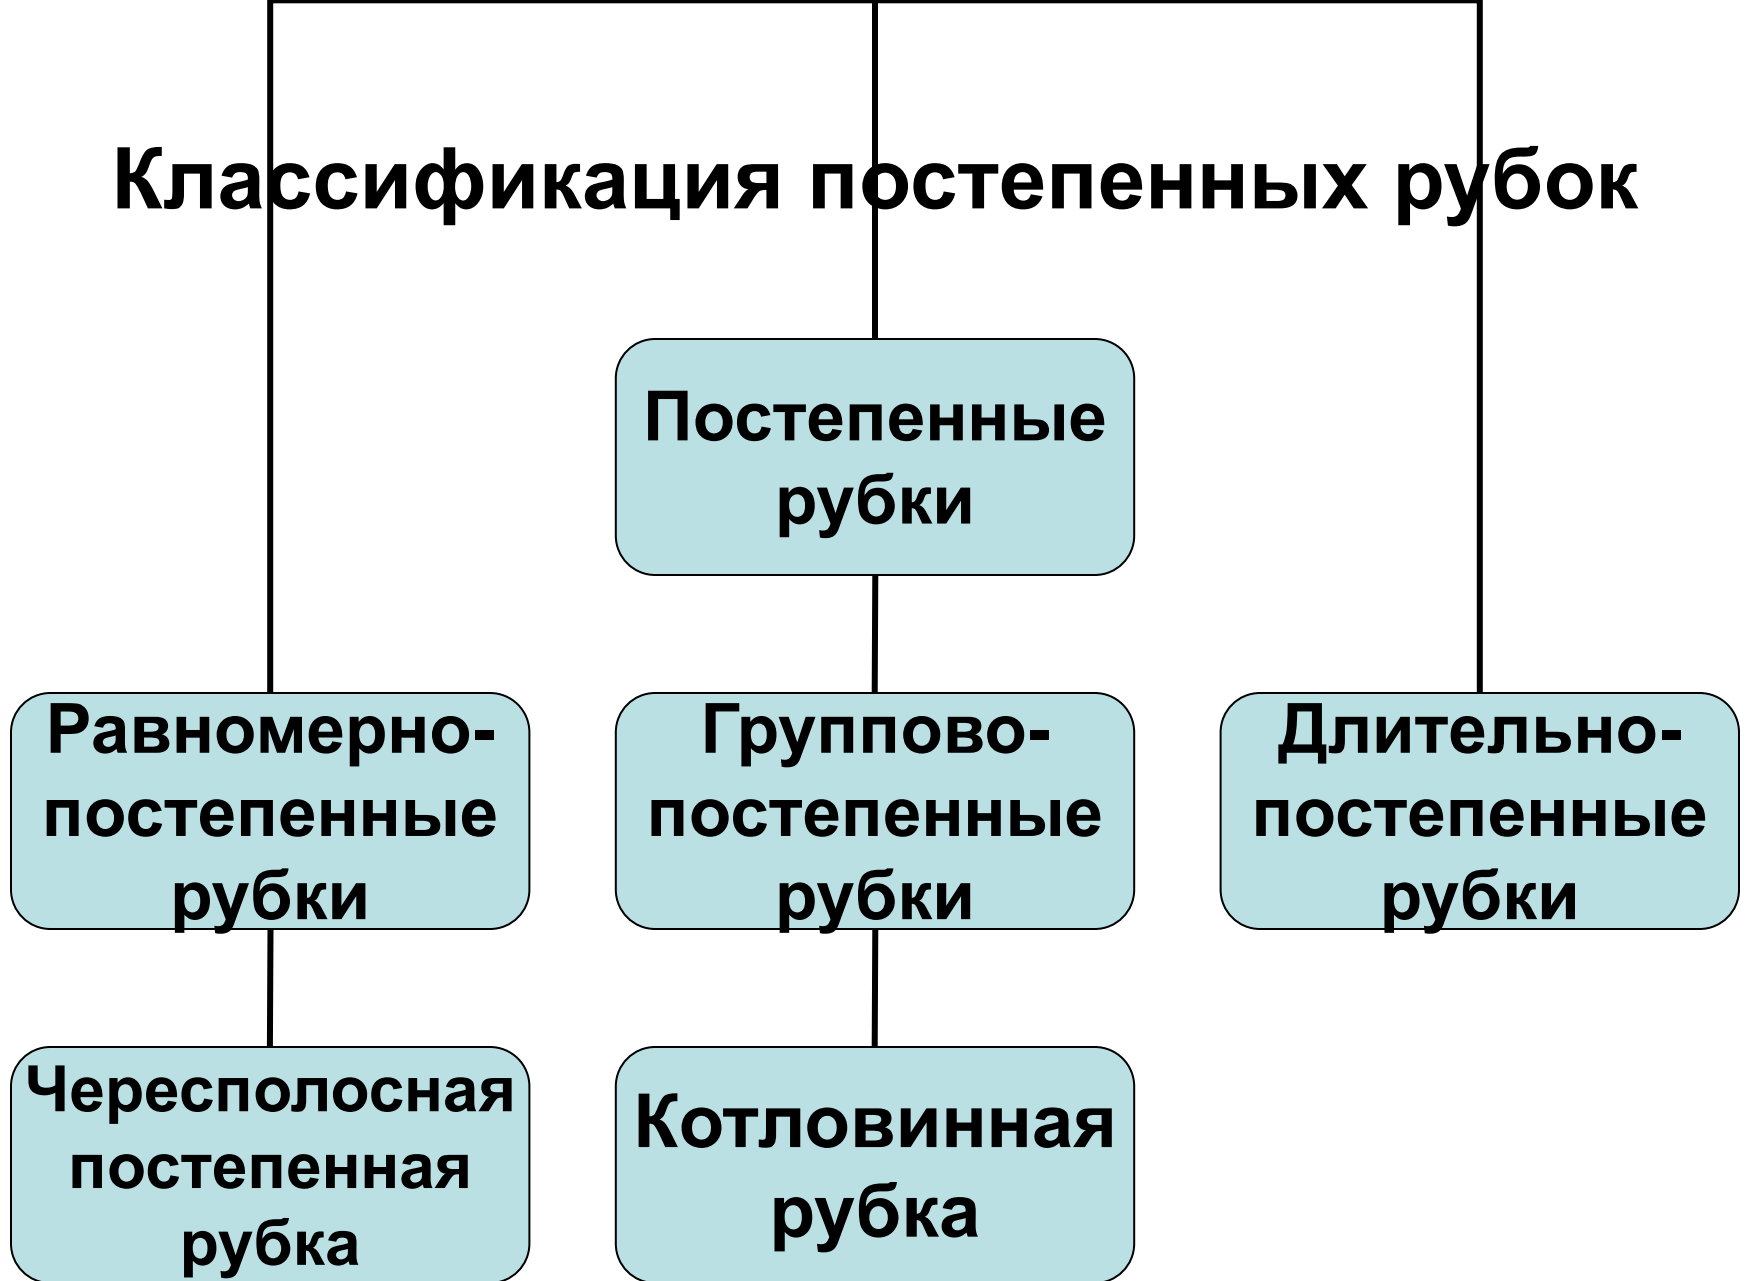 Классификация постепенных рубок
Постепенные
рубки
Равномерно-
постепенные
рубки
Группово-
постепенные
рубки
Длительно-
постепенные
рубки
Чересполосная
постепенная
рубка
Котловинная
рубка